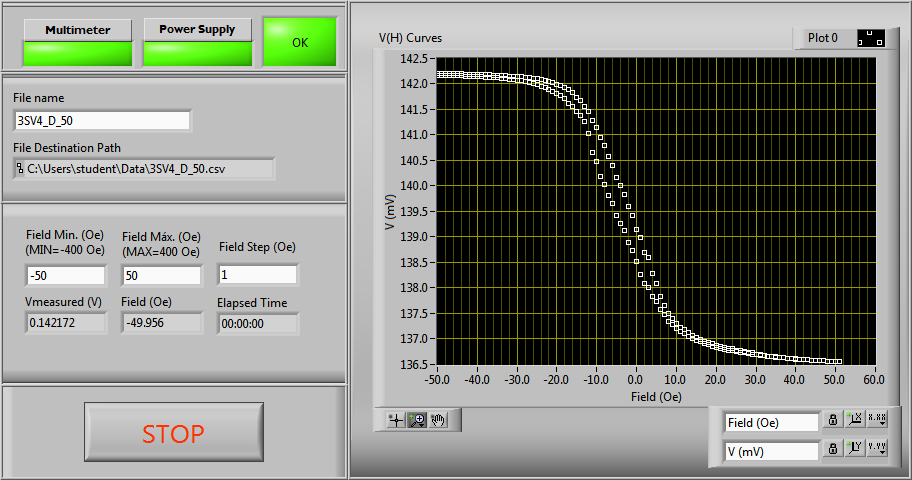 Multimeter
Power Supply
OK
File name
3SV4_D_50
File Destination Path
C:\Users\student\Data\3SV4_D_50.csv
Field Min. (Oe)
(MIN=-400 Oe)
Field Máx. (Oe)
(MAX=400 Oe)
Field Step (Oe)
-50
50
1
Vmeasured (V)
Field (Oe)
Elapsed Time
0.142172
-49.956
00:00:00
STOP
V(H) Curves
Plot 0
V (mV)
142.5
142.0
141.5
141.0
140.5
140.0
139.5
139.0
138.5
138.0
137.5
137.0
136.5
-50.0 -40.0 -30.0 -20.0 -10.0 0.0 10.0 20.0 30.0 40.0 50.0 60.0
Field (Oe)
Field (Oe)
X
X.XX
V (mV)
Y
Y.YY